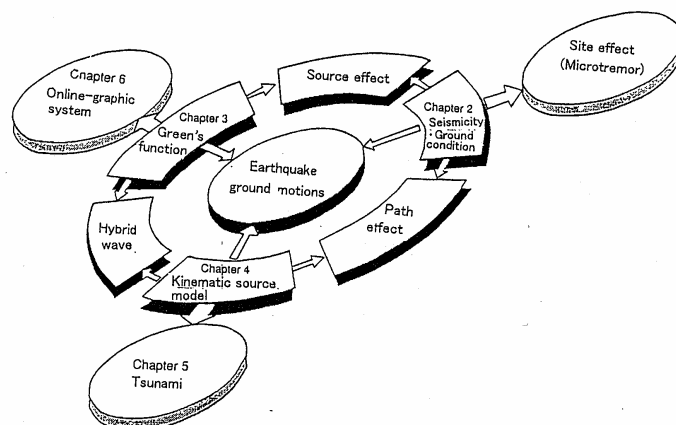 Cnapter 6
Online-graphic
system
Chapter 3
Green's
function
Source effect
Site effect
(Microtremor)
Chapter 2
Seismicity
Ground
condition
Earthquake
ground motions
Hybrid
wave
Path
effect
Chapter 4
Kinematic source
model
Chapter 5
Tsunami